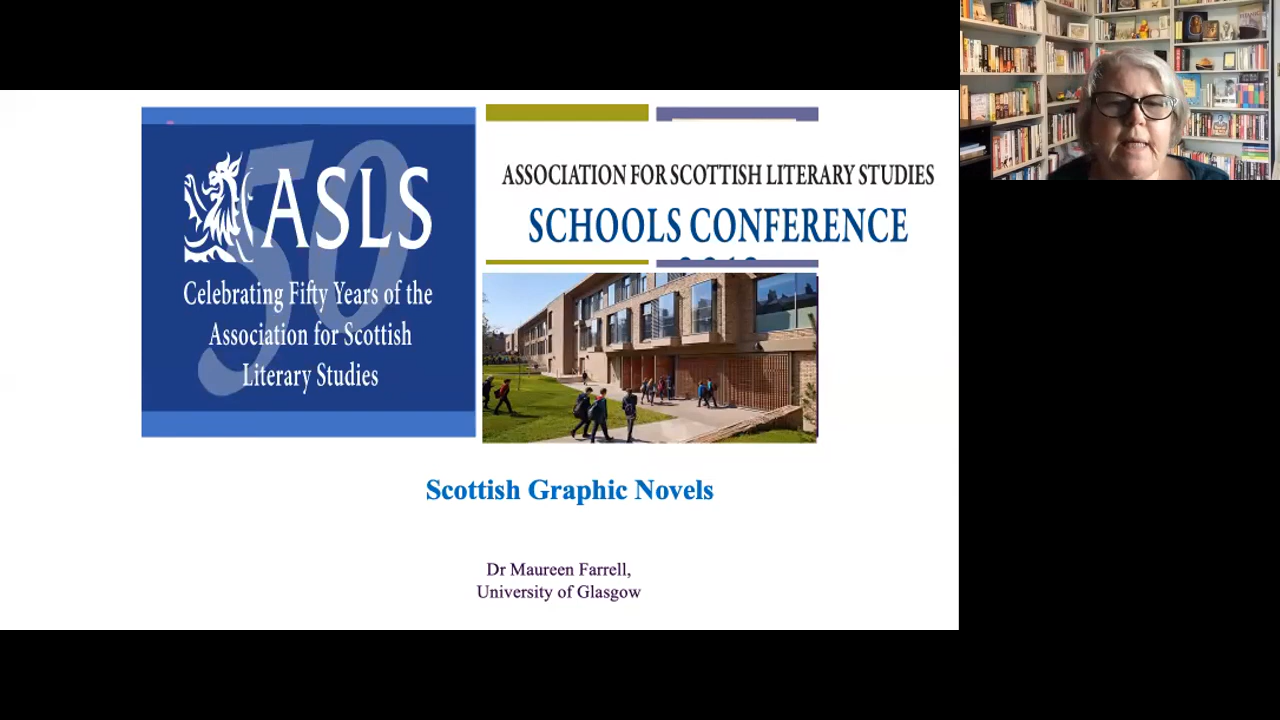 50
ASLS
Celebrating Fifty Years of the
Association for Scottish
Literary Studies
ASSOCIATION FOR SCOTTISH LITERARY STUDIES
SCHOOLS CONFERENCE
Scottish Graphic Novels
Dr Maureen Farrell,
University of Glasgow